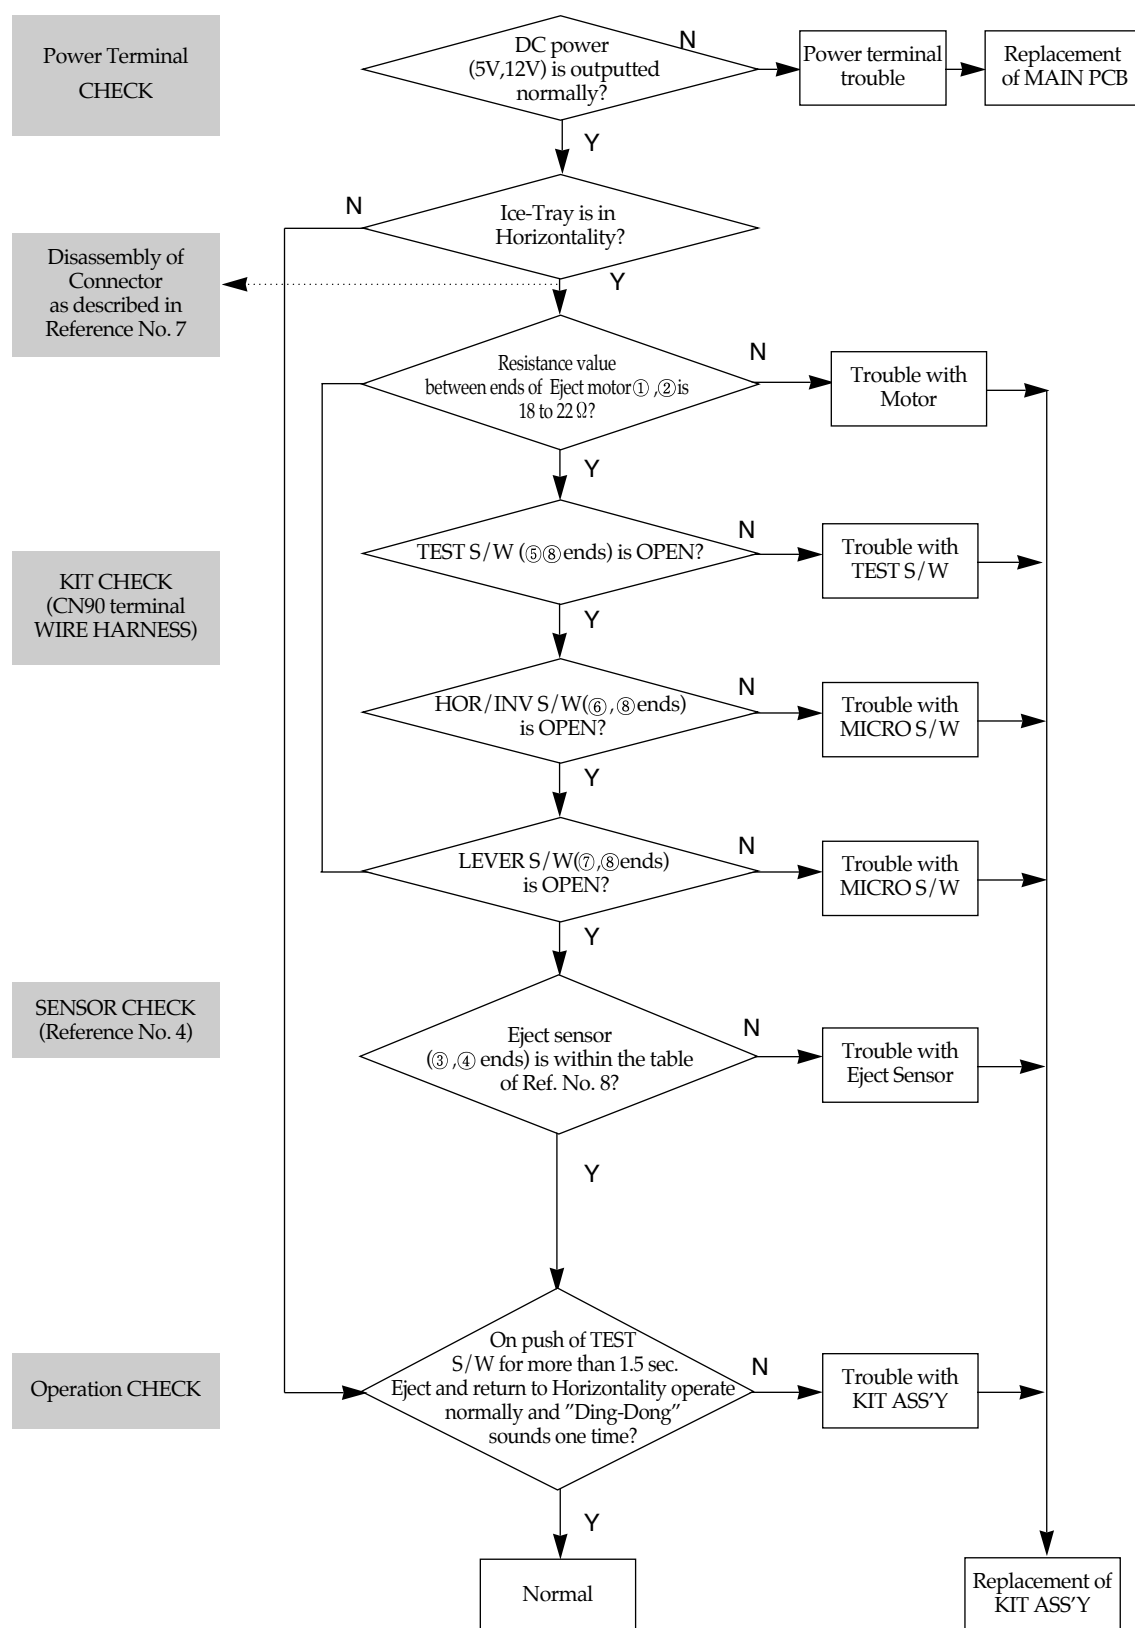 Power Terminal
CHECK
DC power
(5V,12V) is outputted
normally?
N
Power terminal
trouble
Replacement
of MAIN PCB
Y
N
Ice-Tray is in
Horizontality?
Y
Disassembly of
Connector
as described in
Reference No. 7
Resistance value
between ends of Eject motor① ,②is
18 to 22 Ω?
N
Trouble with
Motor
Y
TEST S/W (⑤⑧ends) is OPEN?
N
Trouble with
TEST S/W
KIT CHECK
(CN90 terminal
WIRE HARNESS)
Y
HOR/INV S/W(⑥, ⑧ends)
is OPEN?
N
Trouble with
MICRO S/W
Y
LEVER S/W(⑦,⑧ends)
is OPEN?
N
Trouble with
MICRO S/W
Y
SENSOR CHECK
(Reference No. 4)
Eject sensor
(③ ,④ ends) is within the table
of Ref. No. 8?
N
Trouble with
Eject Sensor
Y
Operation CHECK
On push of TEST
S/W for more than 1.5 sec.
Eject and return to Horizontality operate
normally and "Ding-Dong"
sounds one time?
N
Trouble with
KIT ASS'Y
Y
Normal
Replacement of
KIT ASS'Y